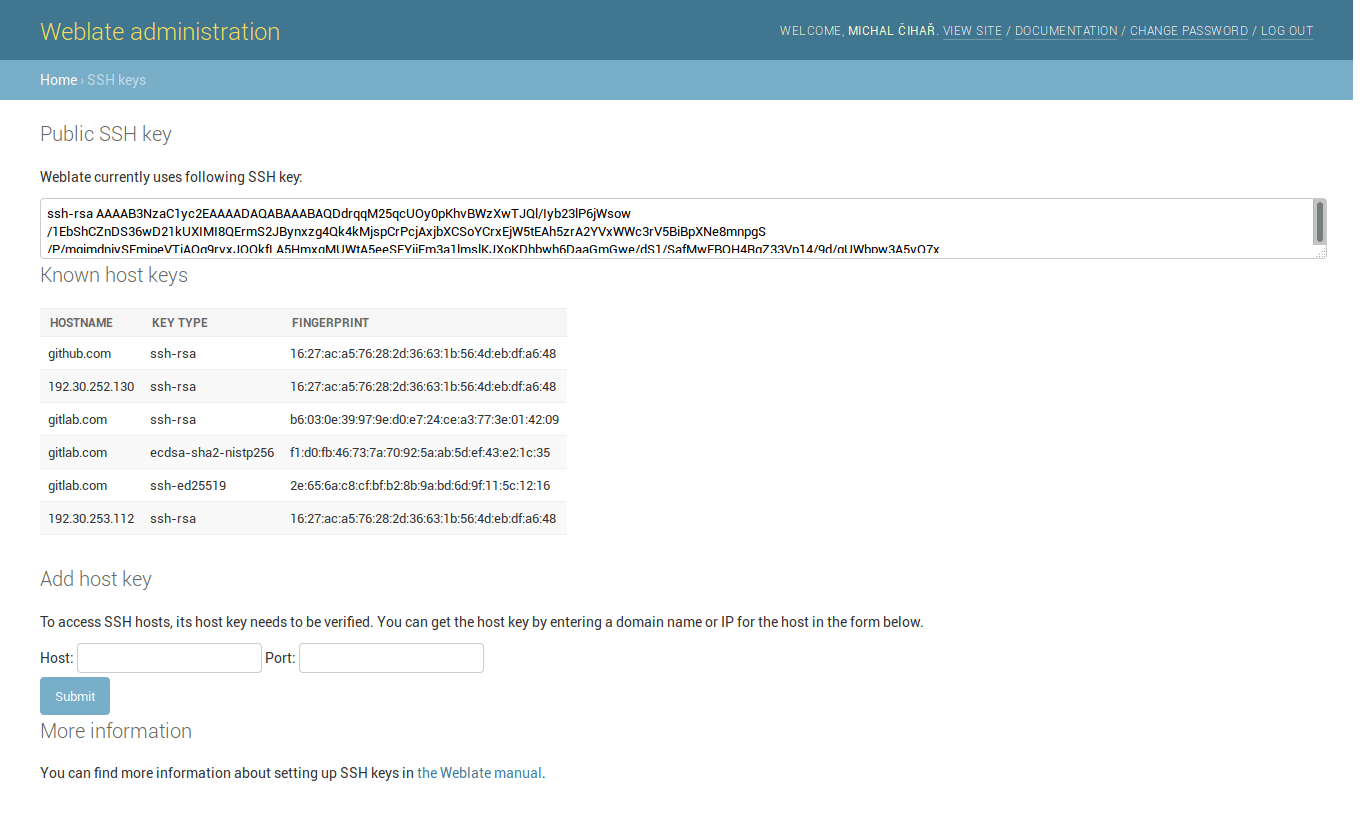 Weblate administration
WELCOME, MICHAL ČIHAŘ. VIEW SITE / DOCUMENTATION / CHANGE PASSWORD / LOG OUT
Home › SSH keys
Public SSH key
Weblate currently uses following SSH key:
ssh-rsa AAAAB3NzaC1yc2EAAAADAQABAAABAQDdrqqM25qcUOy0pKhvBWzXwTJQl/Iyb23lP6jWsow
/1EbShCZnDS36wD21kUXIMI8QErmS2JBynxzg4Qk4kMjspCrPcjAxjbXCSoYCrxEjW5tEAh5zrA2YVxWWc3rV5BiBpXNe8mnpgS
Known host keys
HOSTNAME KEY TYPE FINGERPRINT
github.com ssh-rsa 16:27:ac:a5:76:28:2d:36:63:1b:56:4d:eb:df:a6:48
192.30.252.130 ssh-rsa 16:27:ac:a5:76:28:2d:36:63:1b:56:4d:eb:df:a6:48
gitlab.com ssh-rsa b6:03:0e:39:97:9e:d0:e7:24:ce:a3:77:3e:01:42:09
gitlab.com ecdsa-sha2-nistp256 f1:d0:fb:46:73:7a:70:92:5a:ab:5d:ef:43:e2:1c:35
gitlab.com ssh-ed25519 2e:65:6a:c8:cf:bf:b2:8b:9a:bd:6d:9f:11:5c:12:16
192.30.253.112 ssh-rsa 16:27:ac:a5:76:28:2d:36:63:1b:56:4d:eb:df:a6:48
Add host key
To access SSH hosts, its host key needs to be verified. You can get the host key by entering a domain name or IP for the host in the form below.
Host: Port:
Submit
More information
You can find more information about setting up SSH keys in the Weblate manual.